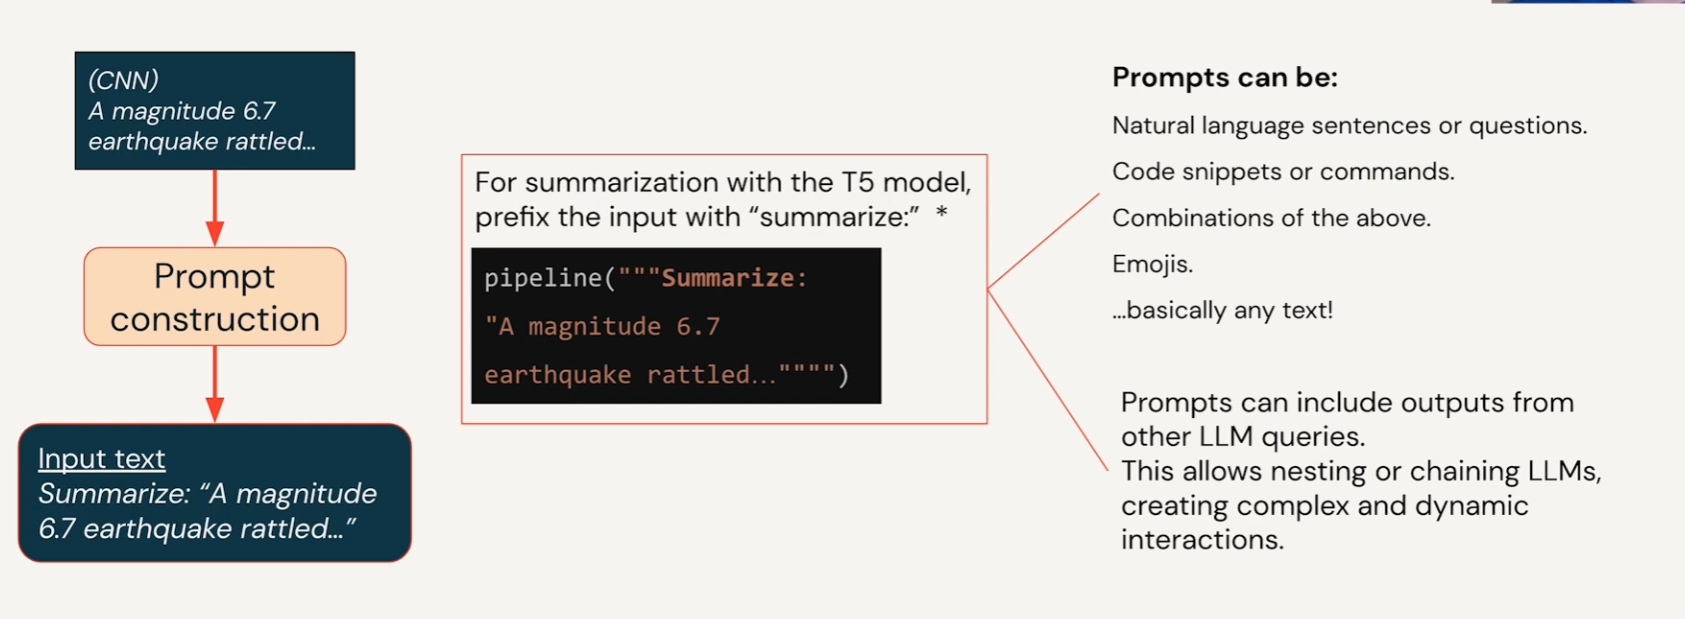 (CNN)
A magnitude 6.7
earthquake rattled...
Prompt
construction
Input text
Summarize: “A magnitude
6.7 earthquake rattled...”
For summarization with the T5 model,
prefix the input with “summarize:” *
pipeline("""Summarize:
"A magnitude 6.7
earthquake rattled..."""")
Prompts can be:
Natural language sentences or questions.
Code snippets or commands.
Combinations of the above.
Emojis.
...basically any text!
Prompts can include outputs from
other LLM queries.
This allows nesting or chaining LLMs,
creating complex and dynamic
interactions.